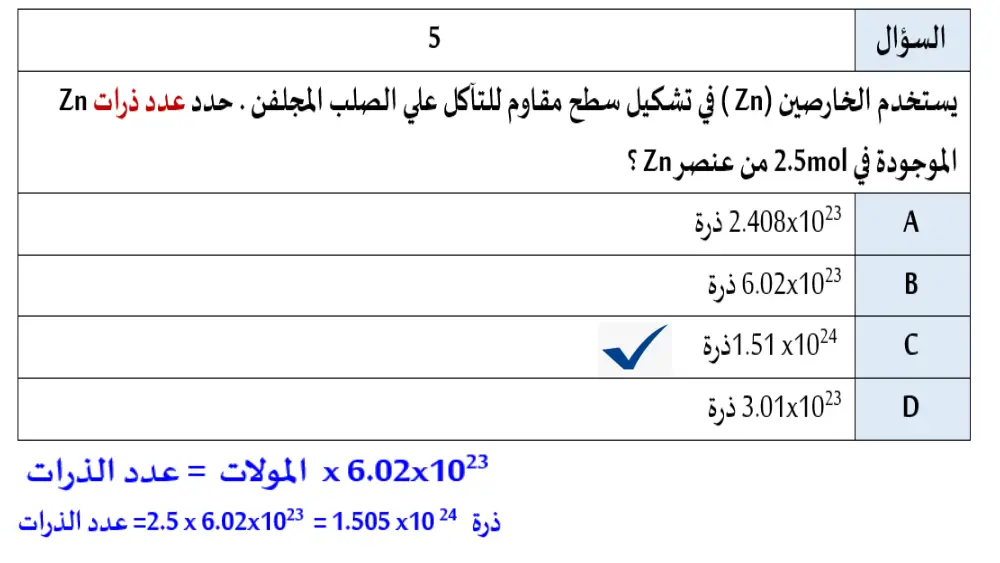 السؤال 5
يستخدم الخارصين (Zn ) في تشكيل سطح مقاوم للتآكل علي الصلب المجلفن . حدد عدد ذرات Zn
الموجودة في 2.5mol من عنصر Zn ؟
A 2.408x10²³ ذرة
B 6.02x10²³ ذرة
C 1.51 x10²⁴ذرة
D 3.01x10²³ ذرة
عدد الذرات = المولات x 6.02x10²³
عدد الذرات =2.5 x 6.02x10²³ = 1.505 x10 ²⁴ ذرة